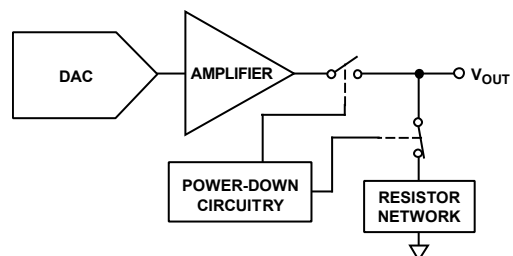 DAC
AMPLIFIER
VOUT
POWER-DOWN
CIRCUITRY
RESISTOR
NETWORK